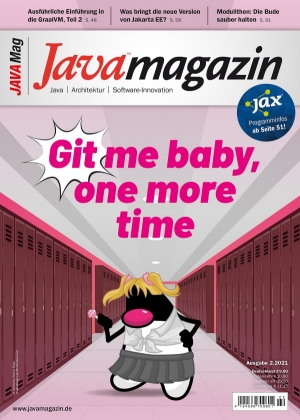 Ausführliche Einführung in
die GraalVM, Teil 2 S. 46
Was bringt die neue Version
von Jakarta EE? S. 59
Modulithen: Die Bude
sauber halten S. 91
JAVA Mag
Javamagazin
Java | Architektur | Software-Innovation
jax
Programminfos
ab Seite 51!
Git me baby,
one more
time
Ausgabe 2.2021
Deutschland €9,80
www.javamagazin.de